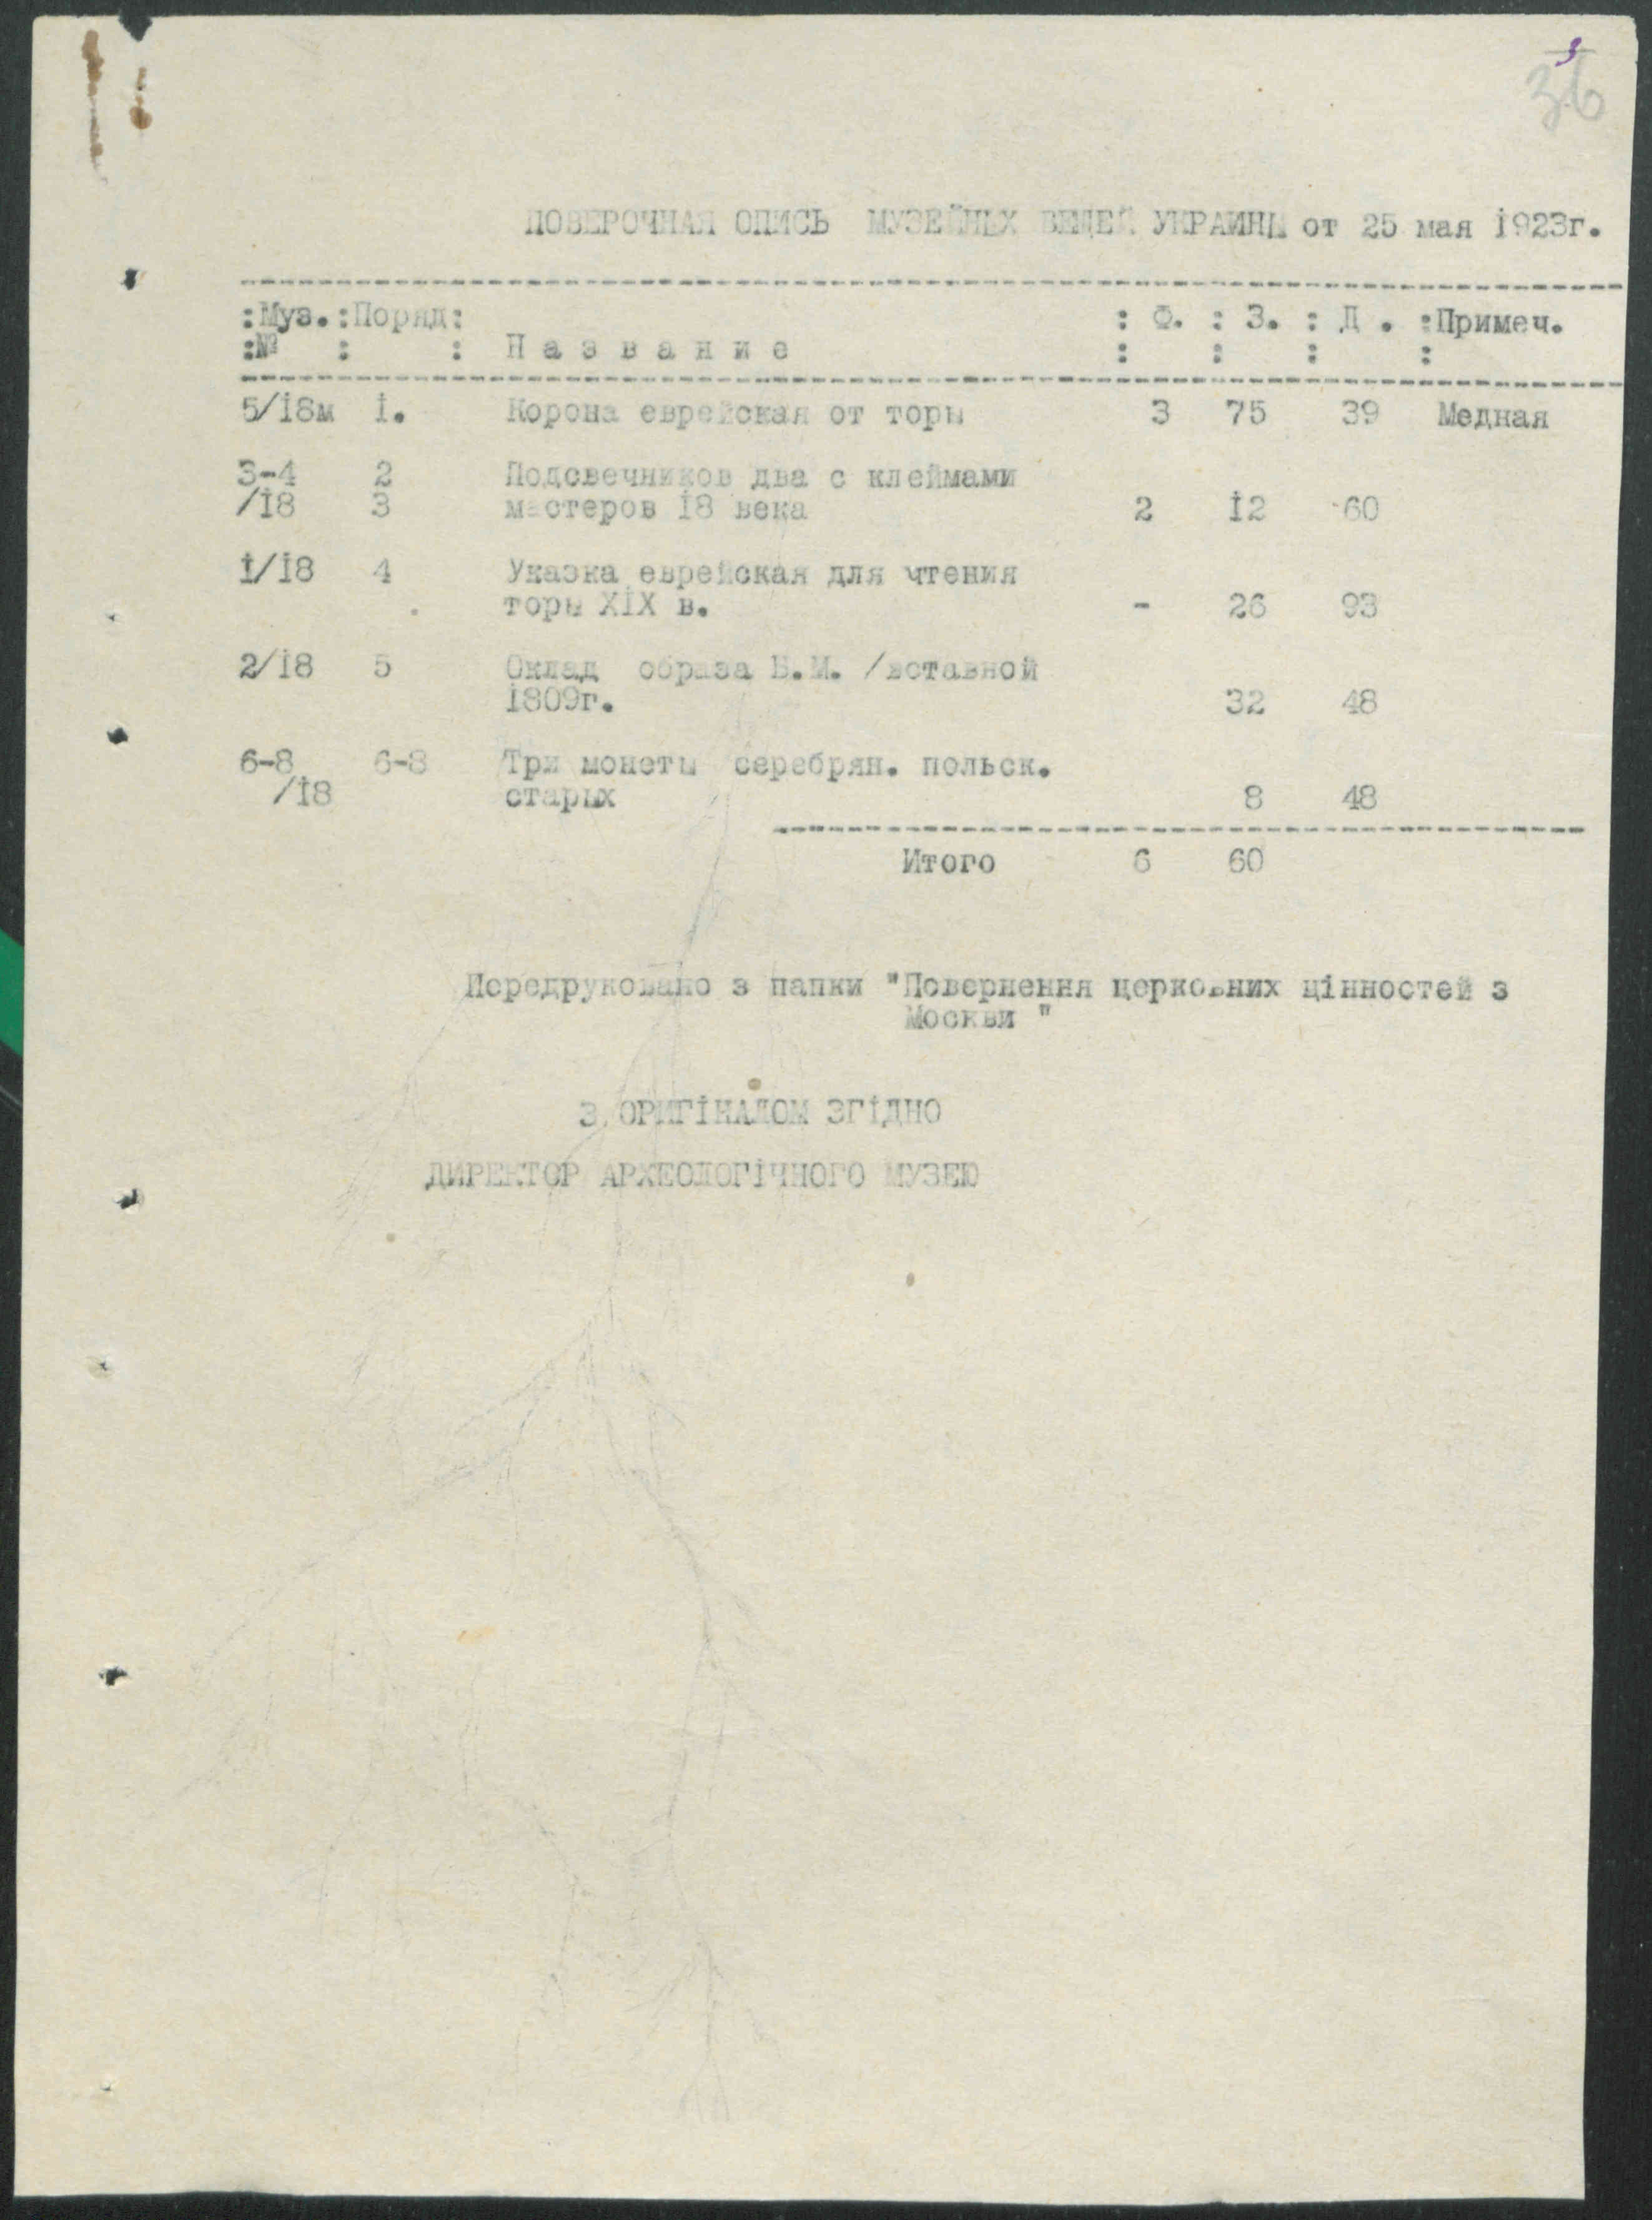 36
ПОВЕРОЧНАЯ ОПИСЬ МУЗЕЙНЫХ ВЕЩЕЙ УКРАИНЫ от 25 мая 1923г.
:Муз.:Поряд: : Ф. : З. : Д . :Примеч.
:№ : : Н а з в а н и е : : : :
5/18м 1. Корона еврейская от торы 3 75 39 Медная
3-4 2 Подсвечников два с клеймами
/18 3 мастеров 18 века 2 12 60
1/18 4 Указка еврейская для чтения
торы XIX в. - 26 93
2/18 5 Оклад образа Б.М. /вставной
1809г. 32 48
6-8 6-8 Три монеты серебрян. польск.
/18 старых 8 48
Итого 6 60
Передруковано з папки "Повернення церковних цінностей з
Москви "
З ОРИГІНАЛОМ ЗГІДНО
ДИРЕКТОР АРХЕОЛОГІЧНОГО МУЗЕЮ